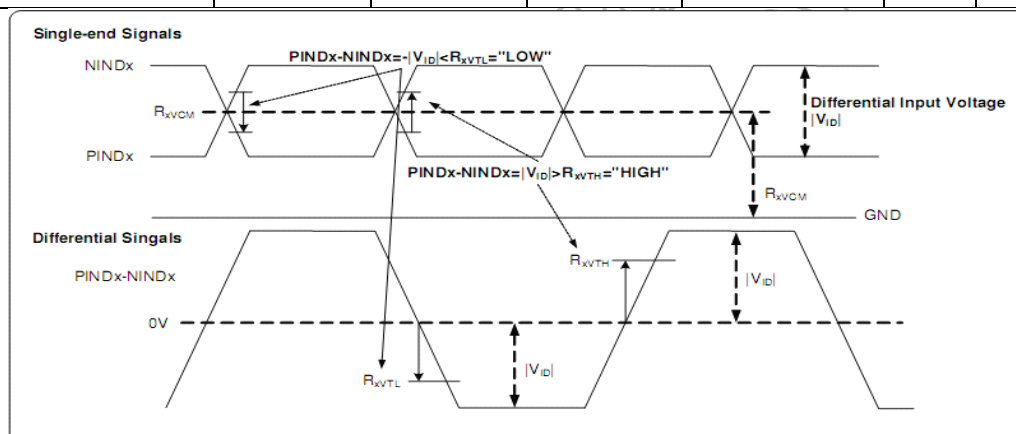 Single-end Signals
PINDx-NINDx=-|VID|<RxVTL="LOW"
NINDx
RxVCM
Differential Input Voltage
|VID|
PINDx
PINDx-NINDx=|VID|>RxVTH="HIGH"
RxVCM
GND
Differential Singals
PINDx-NINDx
RxVTH
|VID|
0V
|VID|
RxVTL